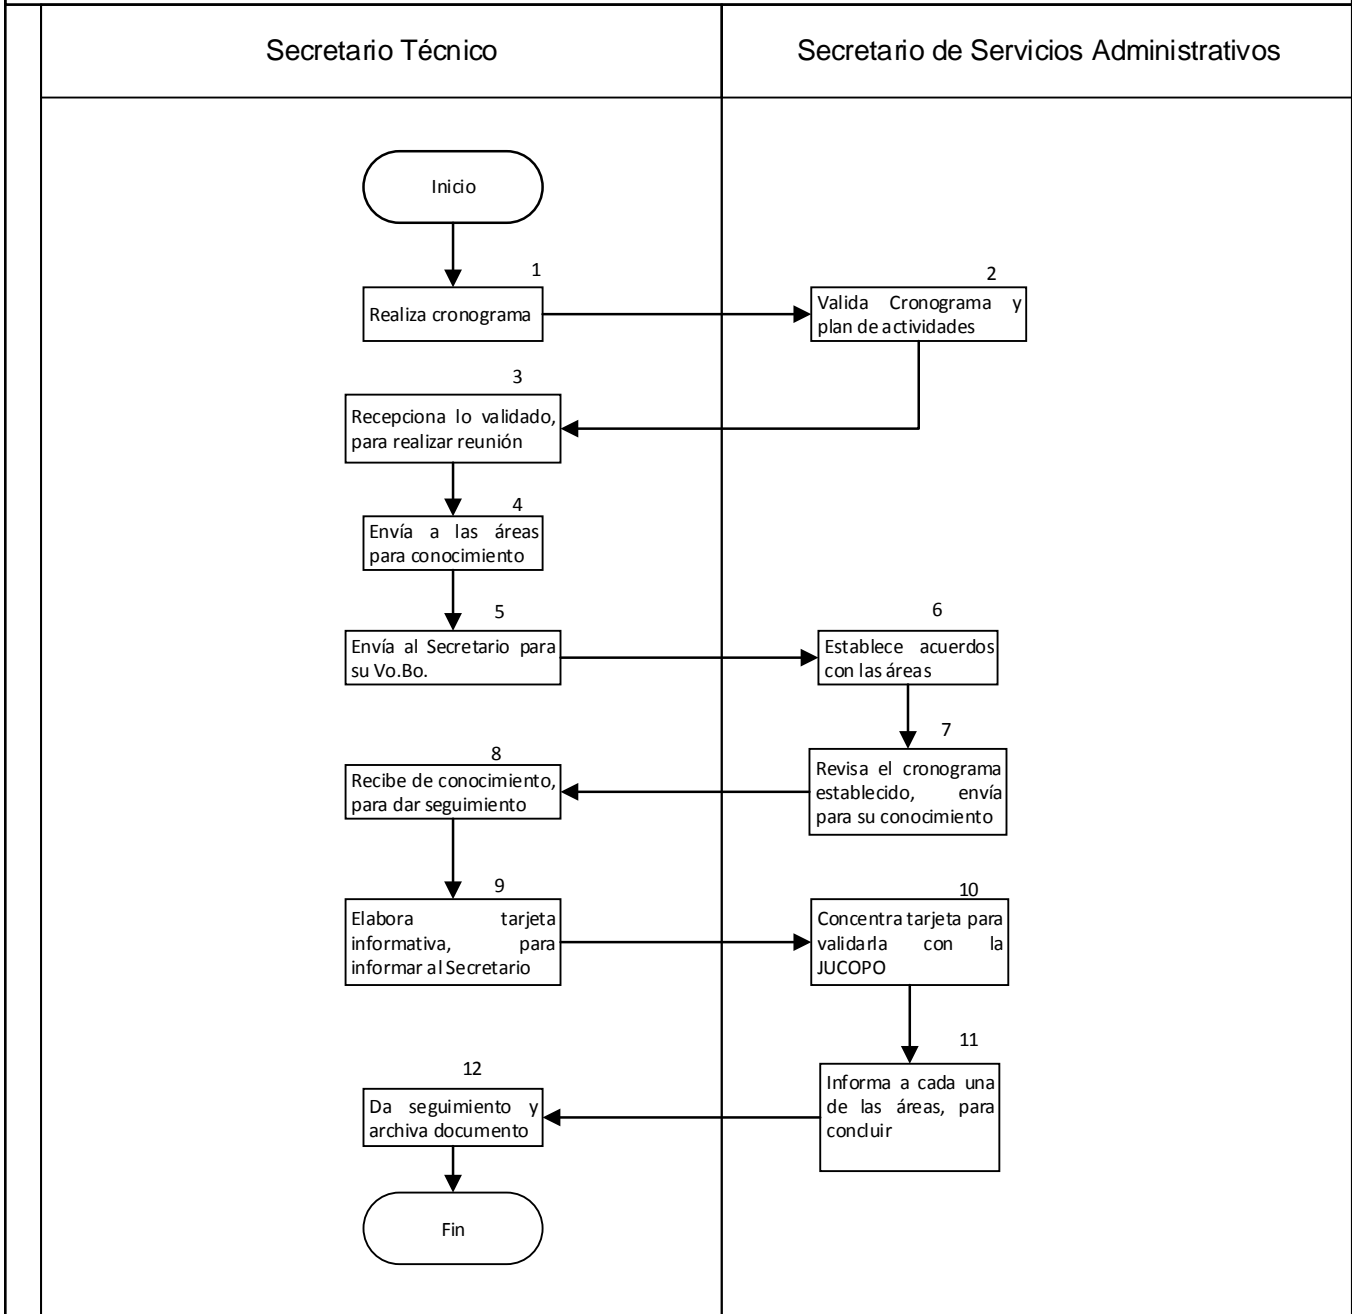 Secretario Técnico
Secretario de Servicios Administrativos
Inicio
1
Realiza cronograma
2
Valida Cronograma y
plan de actividades
3
Recepciona lo validado,
para realizar reunión
4
Envía a las áreas
para conocimiento
5
Envía al Secretario para
su Vo.Bo.
6
Establece acuerdos
con las áreas
7
Revisa el cronograma
establecido, envía
para su conocimiento
8
Recibe de conocimiento,
para dar seguimiento
9
Elabora tarjeta
informativa, para
informar al Secretario
10
Concentra tarjeta para
validarla con la
JUCOPO
11
Informa a cada una
de las áreas, para
concluir
12
Da seguimiento y
archiva documento
Fin